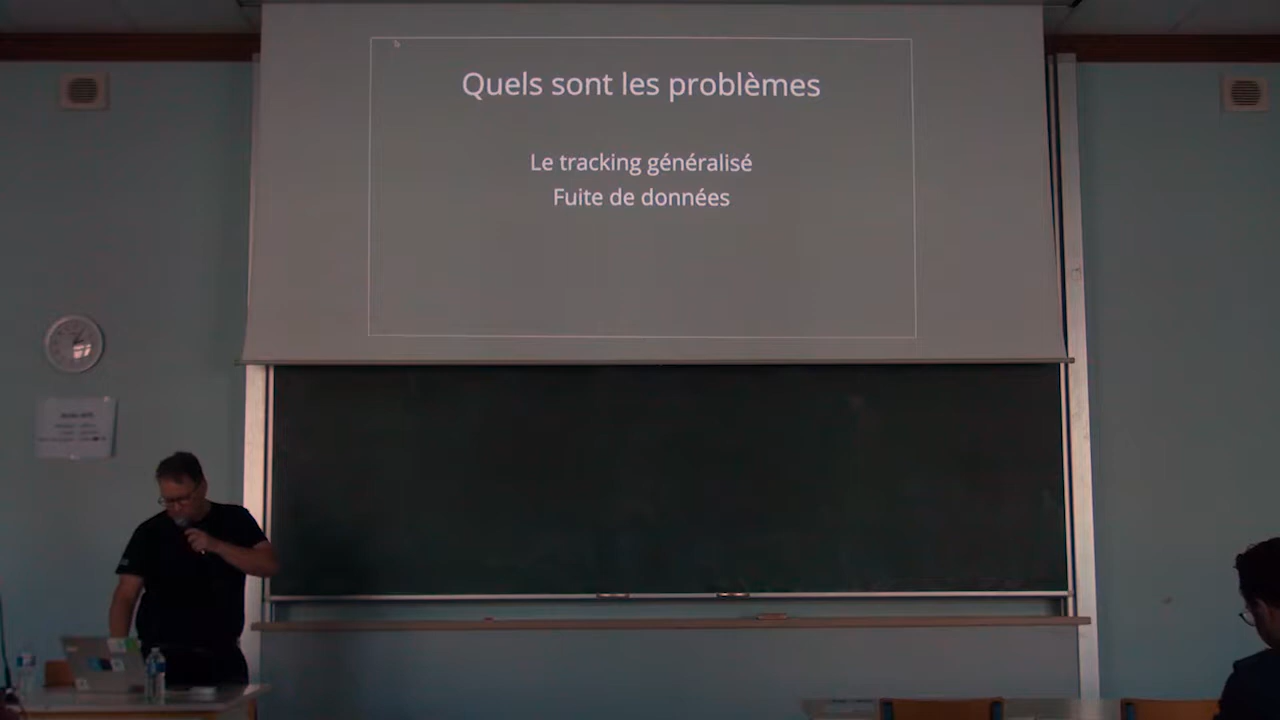 Quels sont les problèmes
Le tracking généralisé
Fuite de données